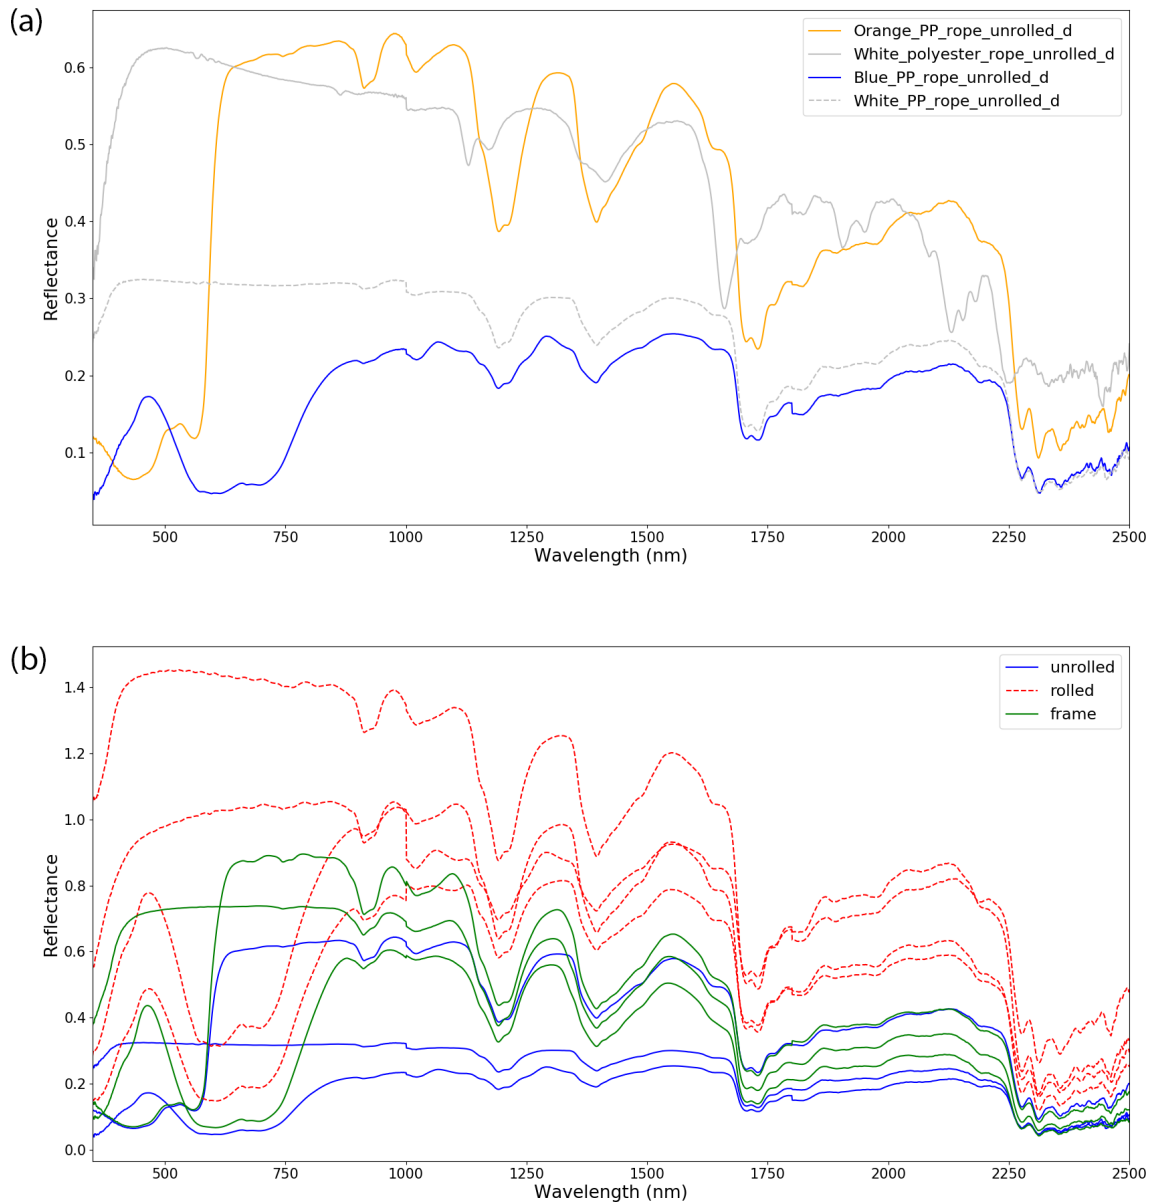 (a)
Orange_PP_rope_unrolled_d
White_polyester_rope_unrolled_d
Blue_PP_rope_unrolled_d
White_PP_rope_unrolled_d
0.6
0.5
0.4
0.3
0.2
0.1
Reflectance
500 750 1000 1250 1500 1750 2000 2250 2500
Wavelength (nm)
(b)
unrolled
rolled
frame
1.4
1.2
1.0
0.8
0.6
0.4
0.2
0.0
Reflectance
500 750 1000 1250 1500 1750 2000 2250 2500
Wavelength (nm)